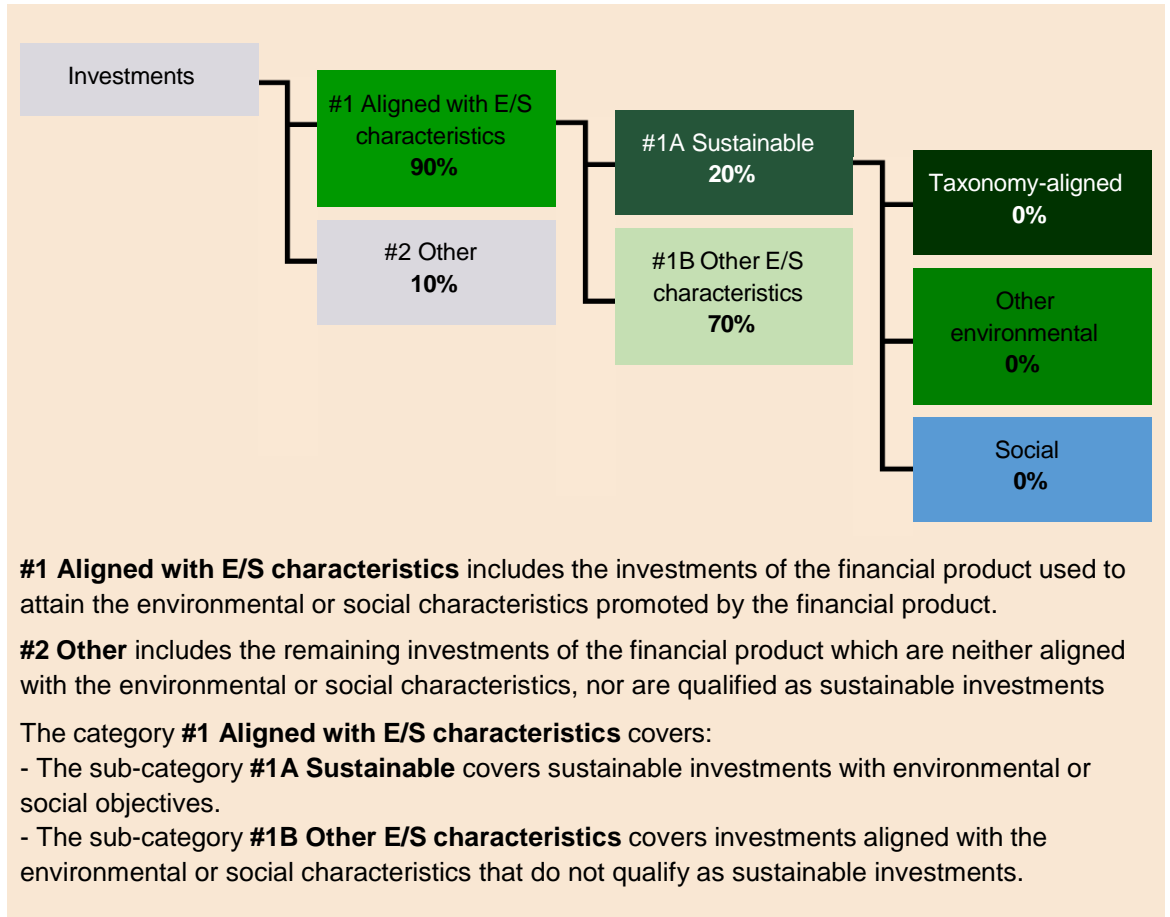 Investments
#1 Aligned with E/S
characteristics
90%
#2 Other
10%
#1A Sustainable
20%
#1B Other E/S
characteristics
70%
Taxonomy-aligned
0%
Other
environmental
0%
Social
0%
#1 Aligned with E/S characteristics includes the investments of the financial product used to
attain the environmental or social characteristics promoted by the financial product.
#2 Other includes the remaining investments of the financial product which are neither aligned
with the environmental or social characteristics, nor are qualified as sustainable investments
The category #1 Aligned with E/S characteristics covers:
- The sub-category #1A Sustainable covers sustainable investments with environmental or
social objectives.
- The sub-category #1B Other E/S characteristics covers investments aligned with the
environmental or social characteristics that do not qualify as sustainable investments.